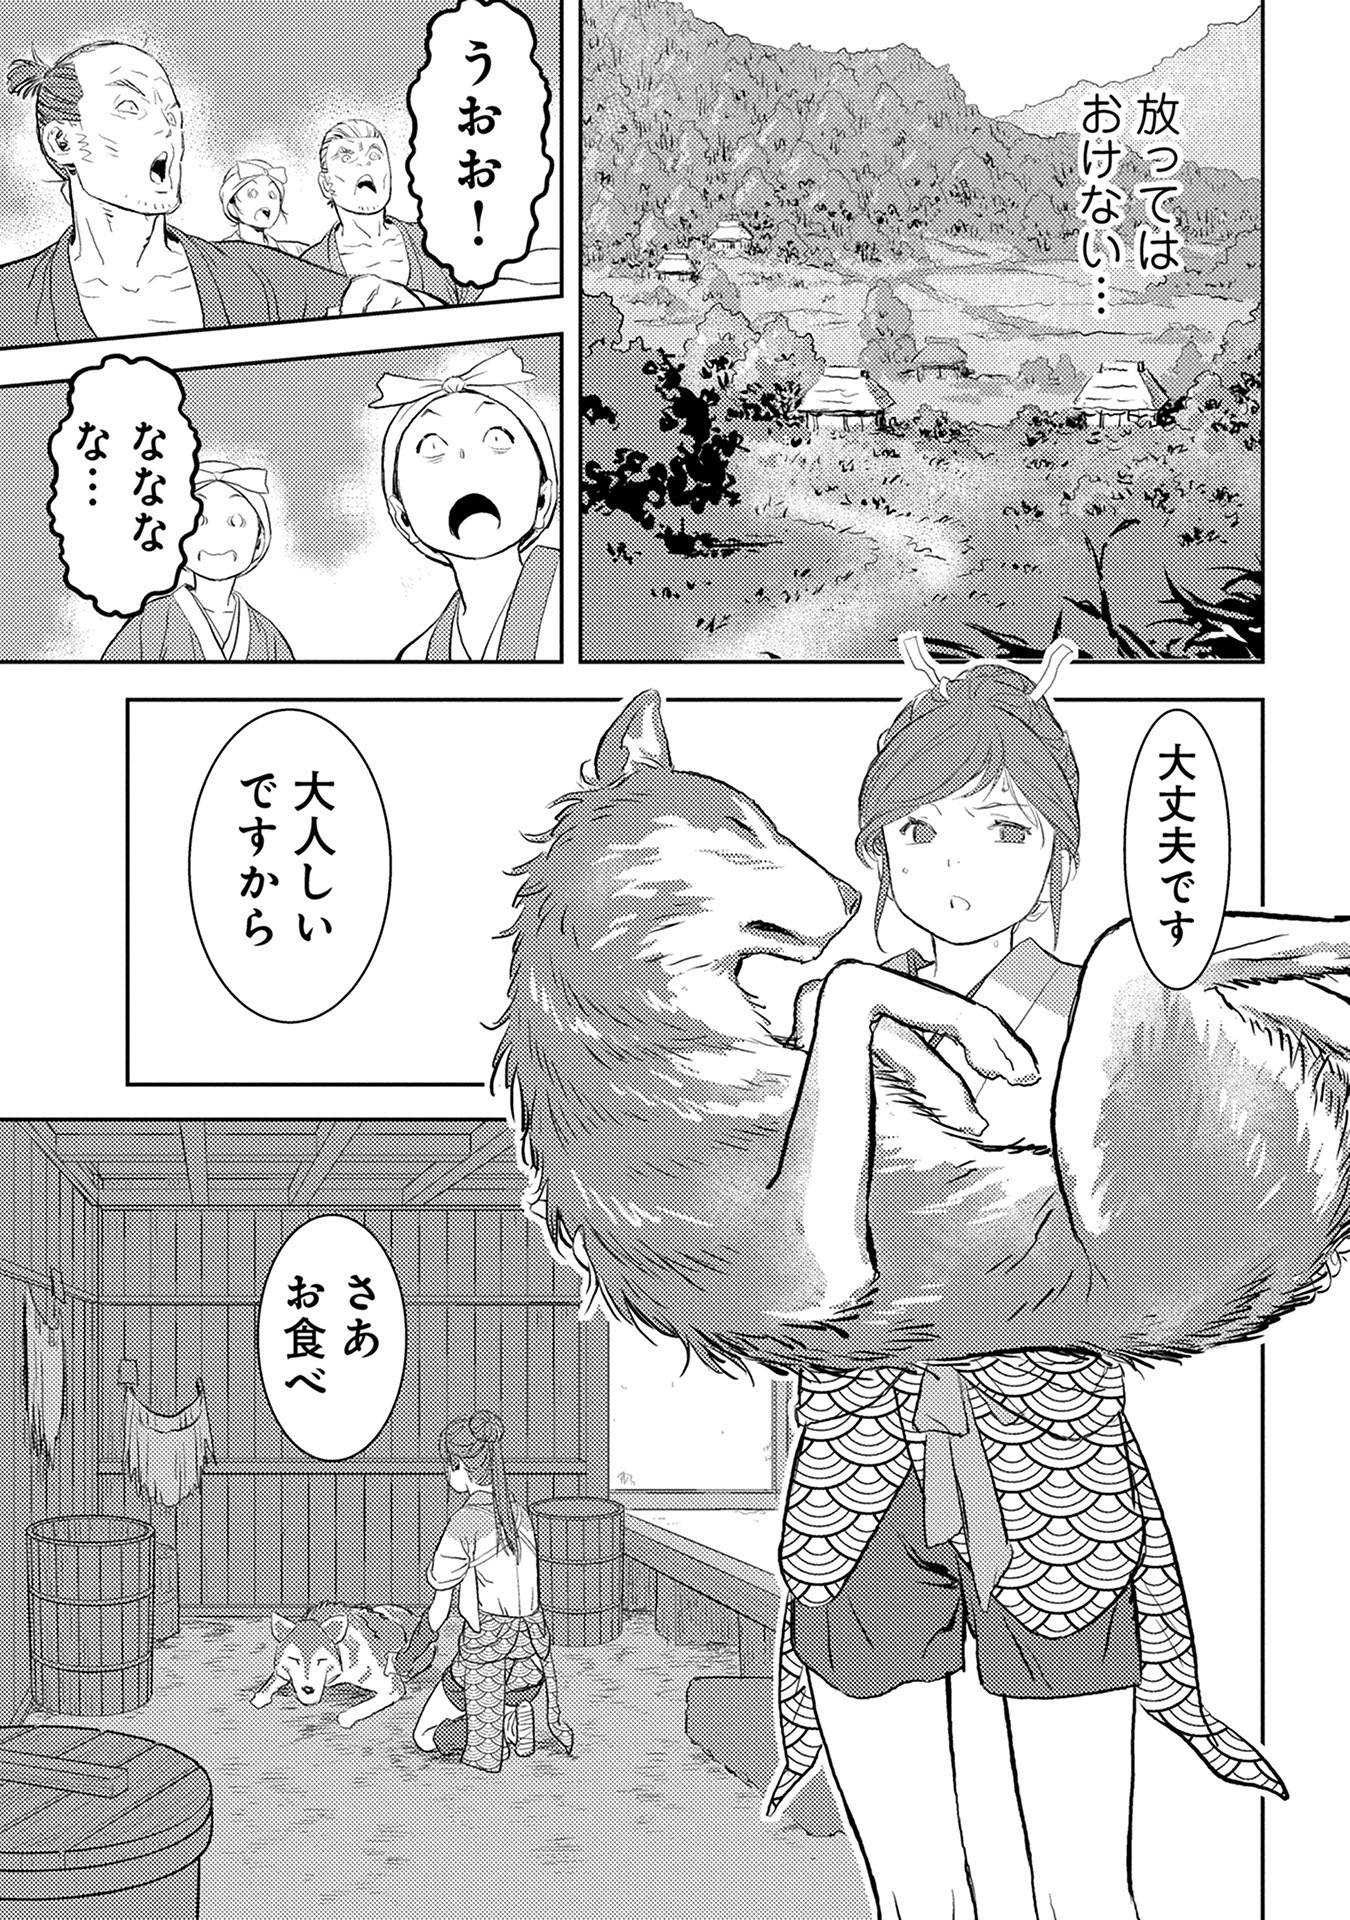 放っては
おけない…
うおお！
なななな
な…
大丈夫です
大人しい
ですから
さあ
お食べ